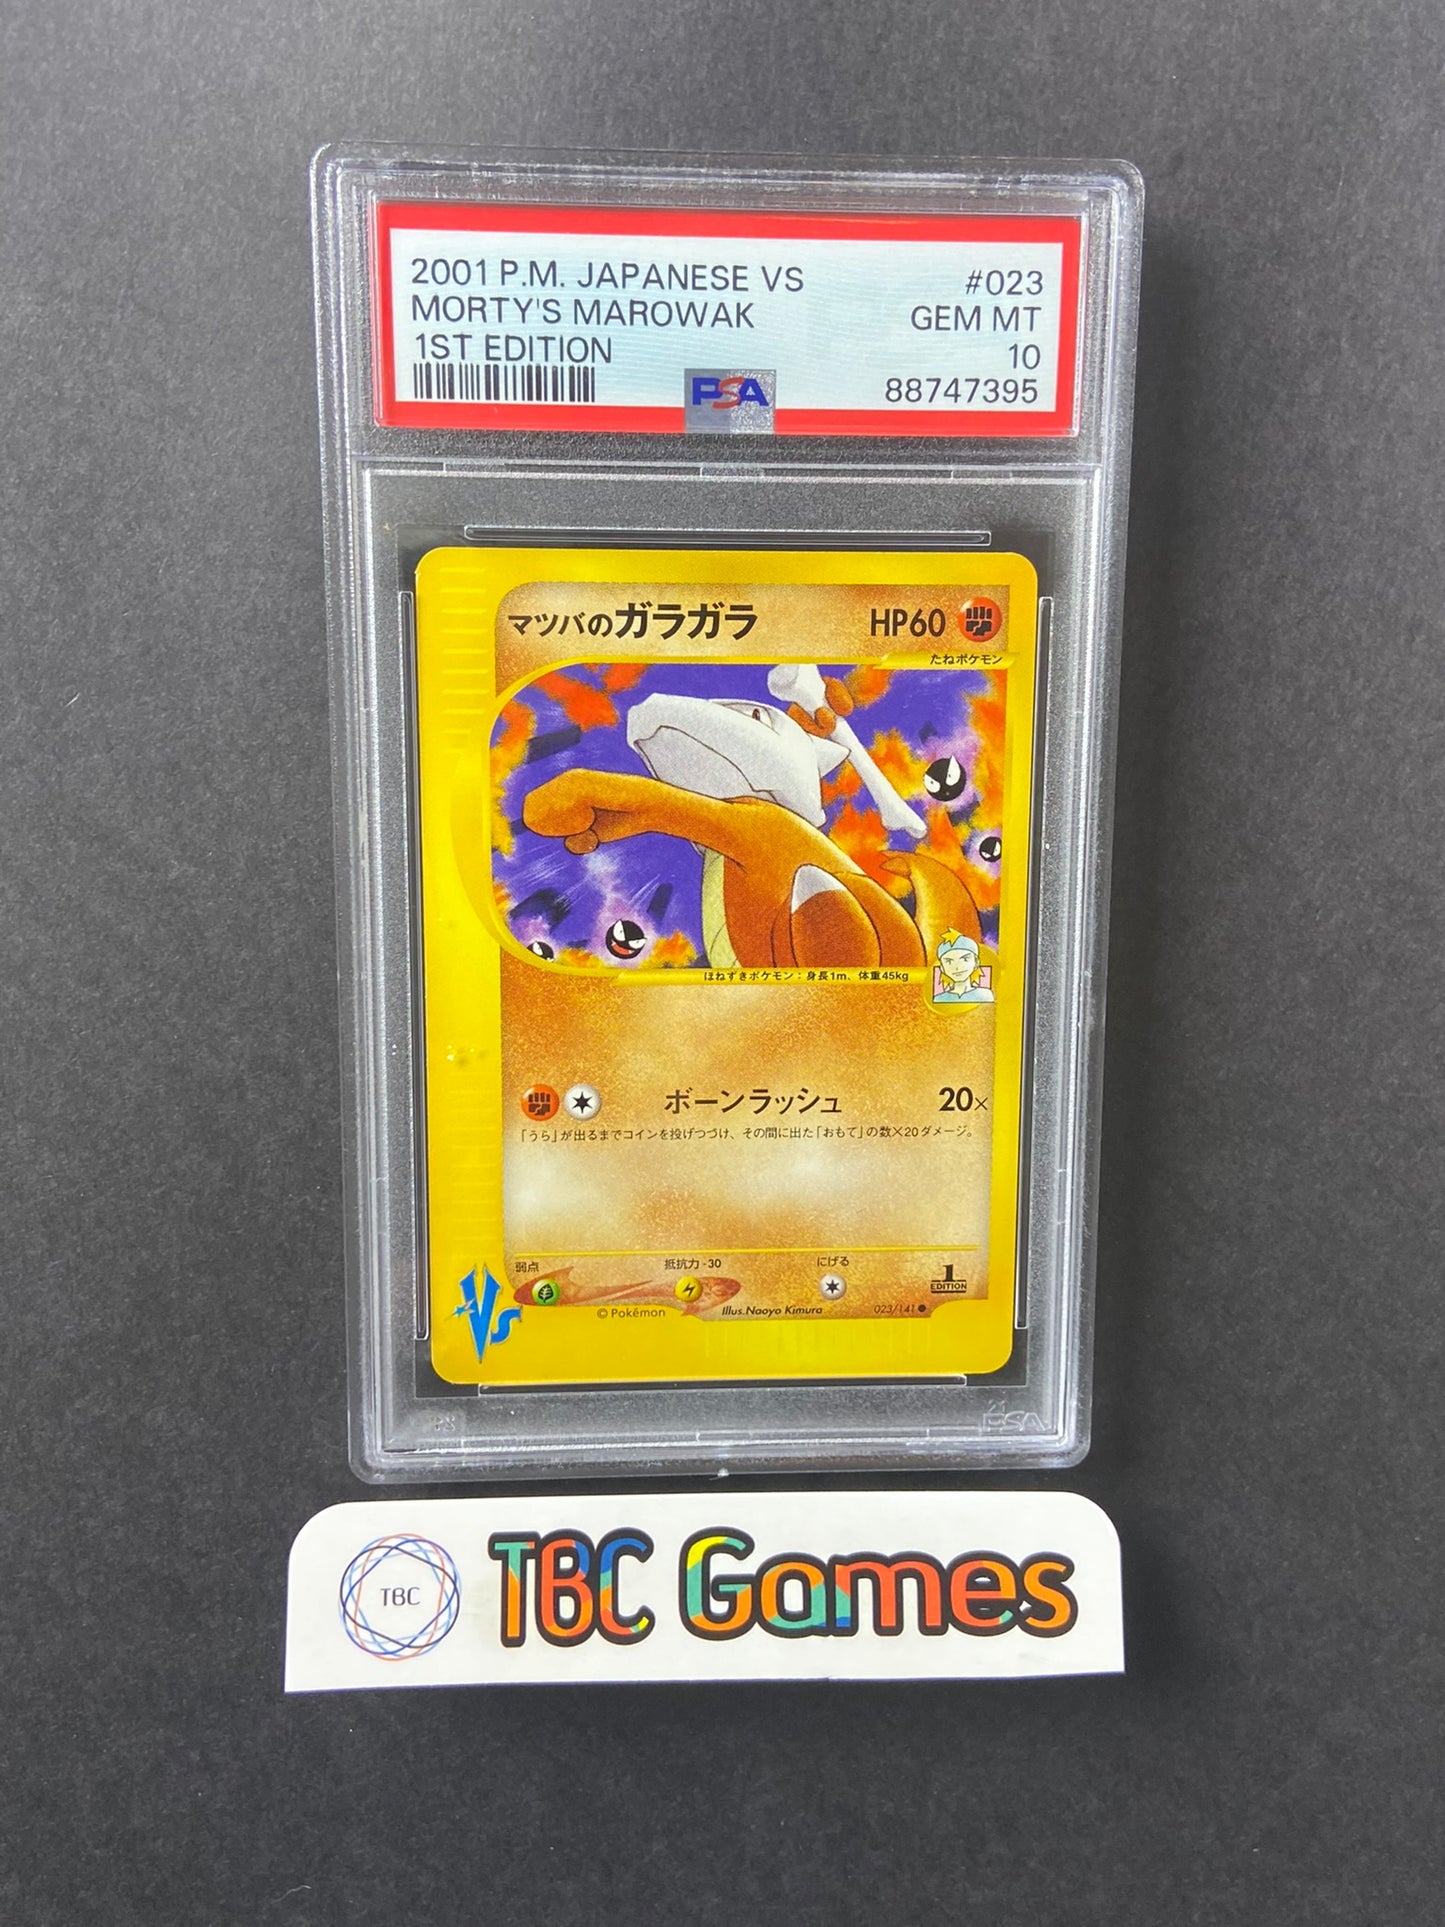 2001 P.M. JAPANESE VS #023
MORTY'S MAROWAK GEM MT
1ST EDITION 10
PSA 88747395
マツバのガラガラ HP60
たねポケモン
ほねずきポケモン：身長1m、体重45kg
ボーンラッシュ 20×
「うら」が出るまでコインを投げつづけ、その間に出た「おもて」の数×20ダメージ。
弱点 抵抗力-30 にげる
1 EDITION
©Pokémon Illus.Naoyo Kimura 023/141●
VS
PSA
TBC TBC Games